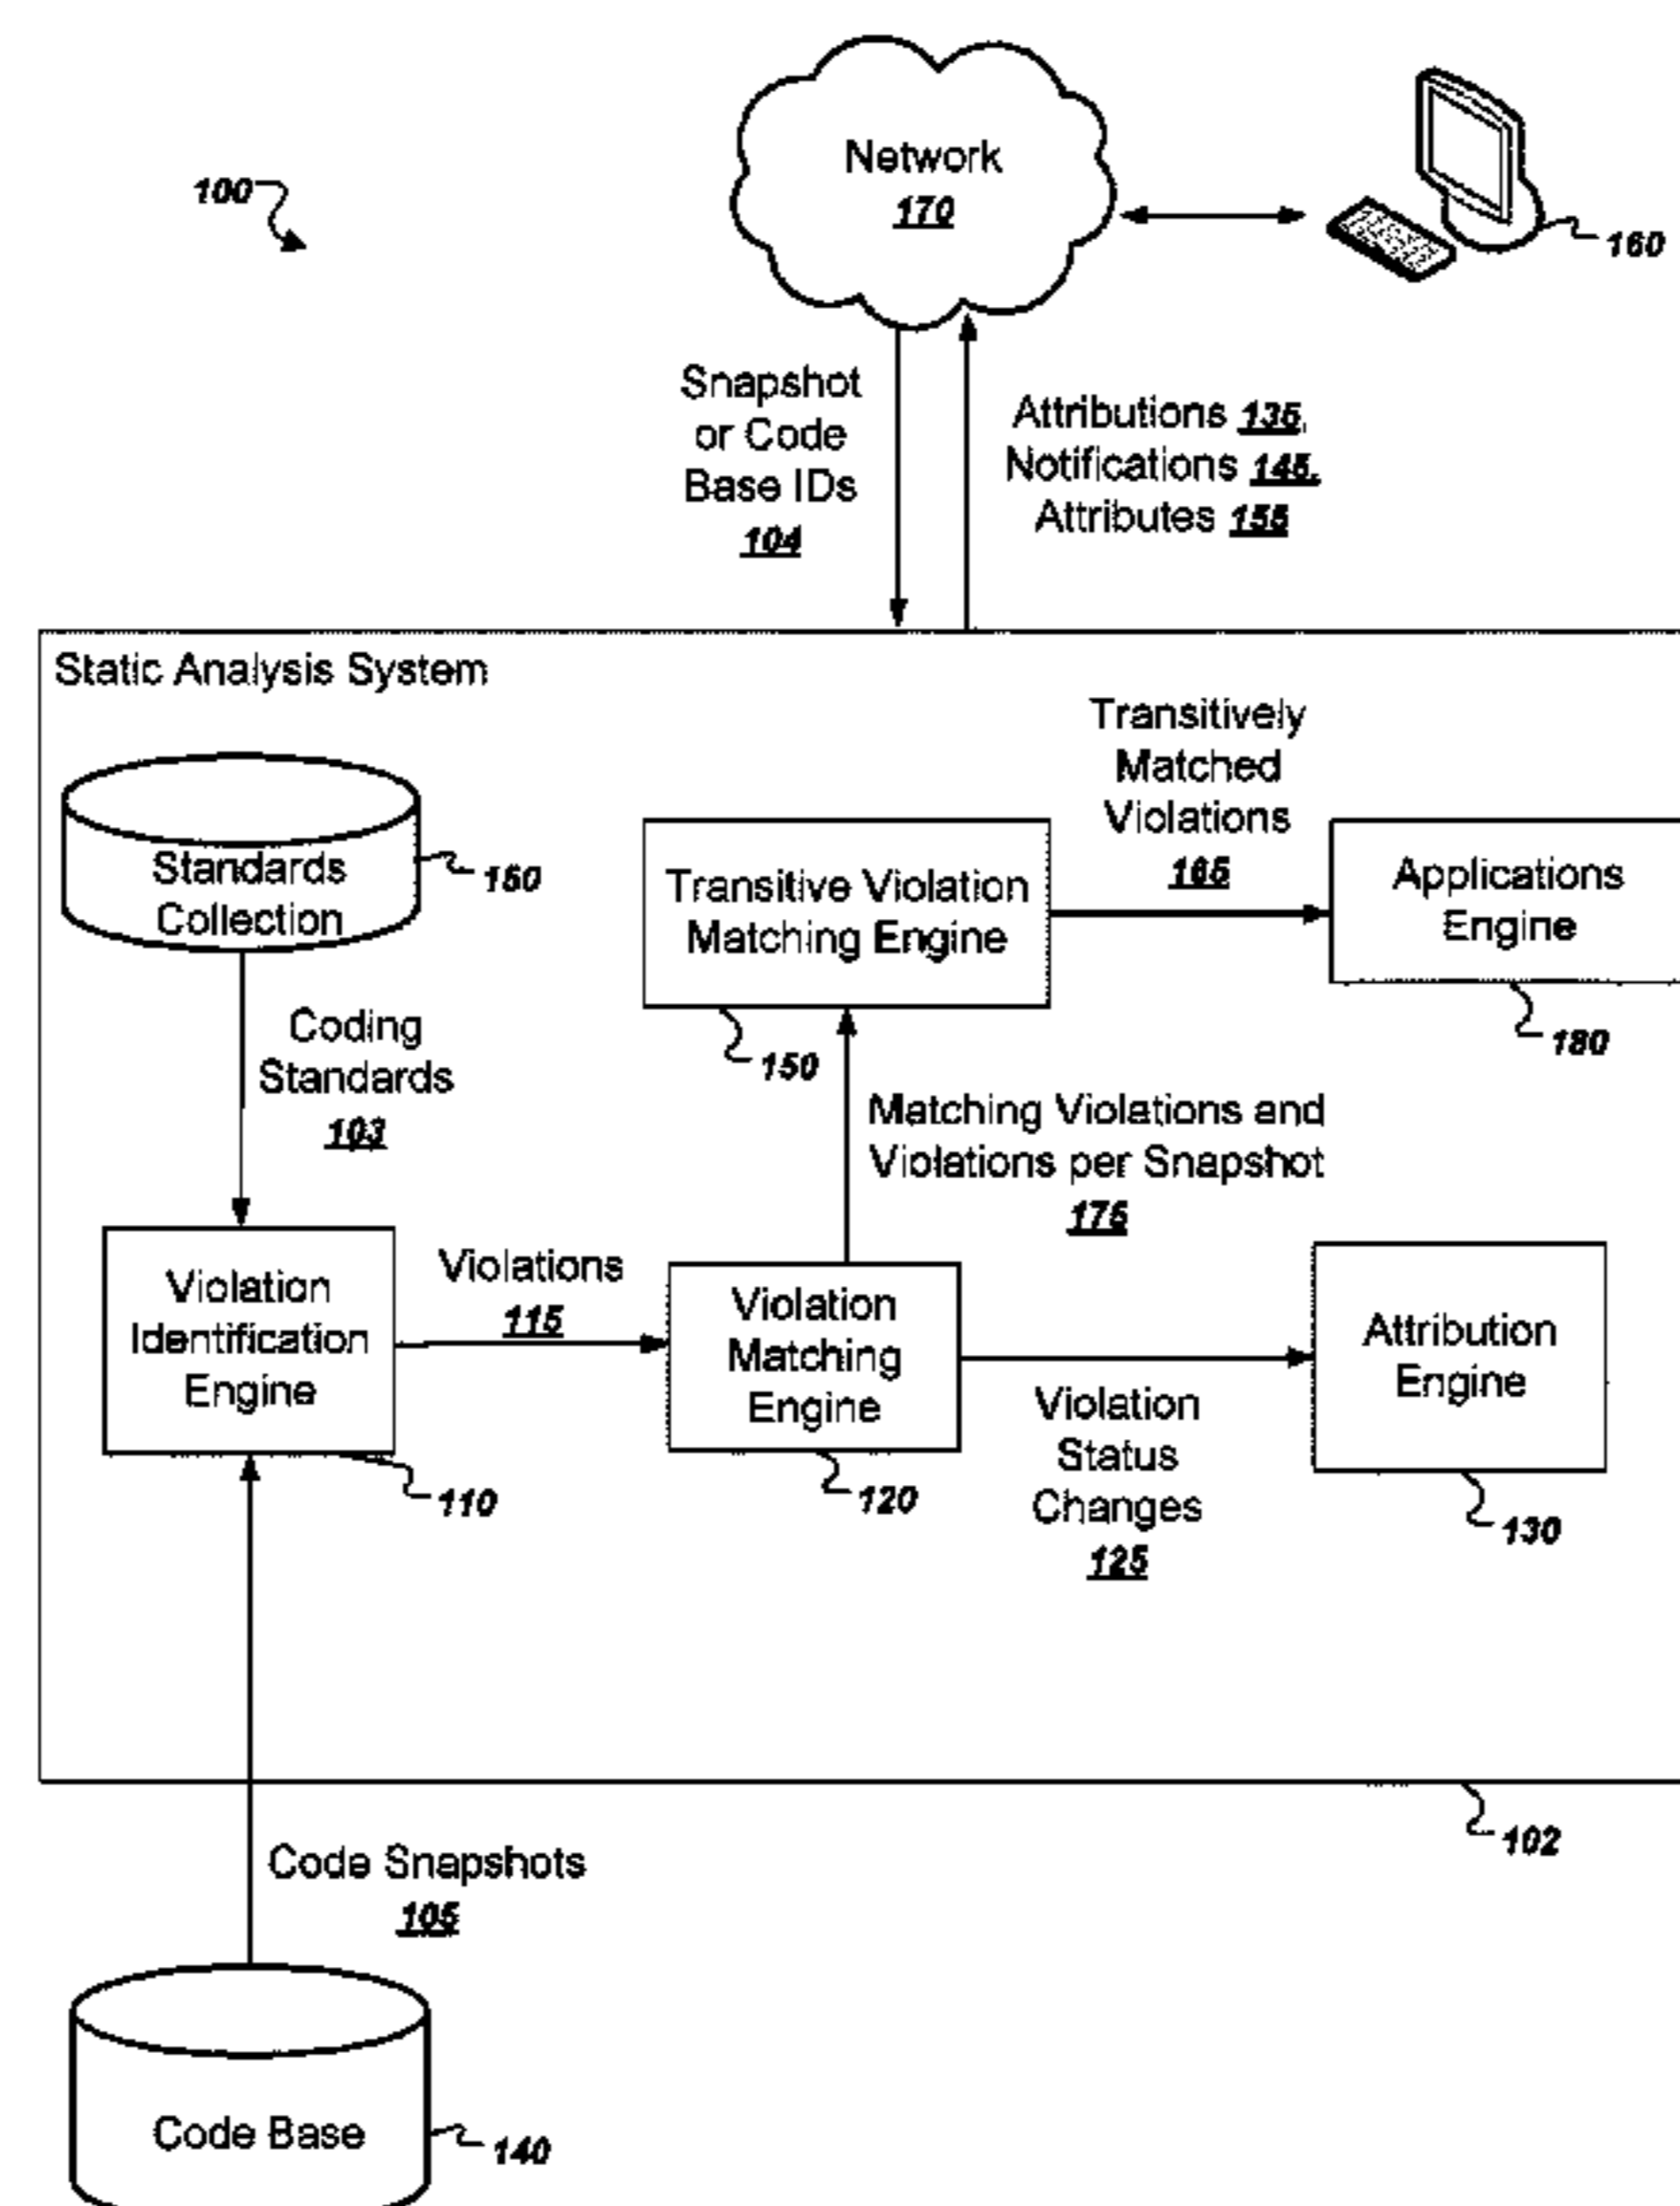 100
Network
170
160
Snapshot
or Code
Base IDs
104
Attributions 135,
Notifications 145,
Attributes 155
Static Analysis System
Standards
Collection
150
Coding
Standards
103
Transitive Violation
Matching Engine
150
Transitively
Matched
Violations
165
Applications
Engine
180
Matching Violations and
Violations per Snapshot
175
Violation
Identification
Engine
110
Violations
115
Violation
Matching
Engine
120
Violation
Status
Changes
125
Attribution
Engine
130
102
Code Snapshots
105
Code Base
140